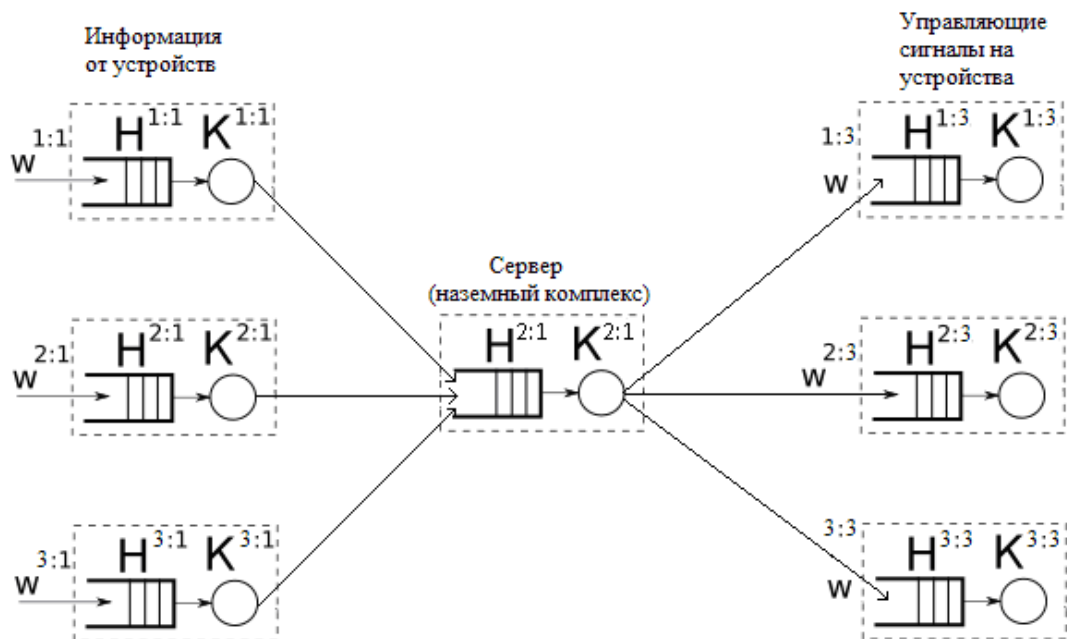 Информация
от устройств
Управляющие
сигналы на
устройства
w 1:1 H 1:1 K 1:1
1:3 w H 1:3 K 1:3
Сервер
(наземный комплекс)
w 2:1 H 2:1 K 2:1
H 2:1 K 2:1
2:3 w H 2:3 K 2:3
w 3:1 H 3:1 K 3:1
3:3 w H 3:3 K 3:3